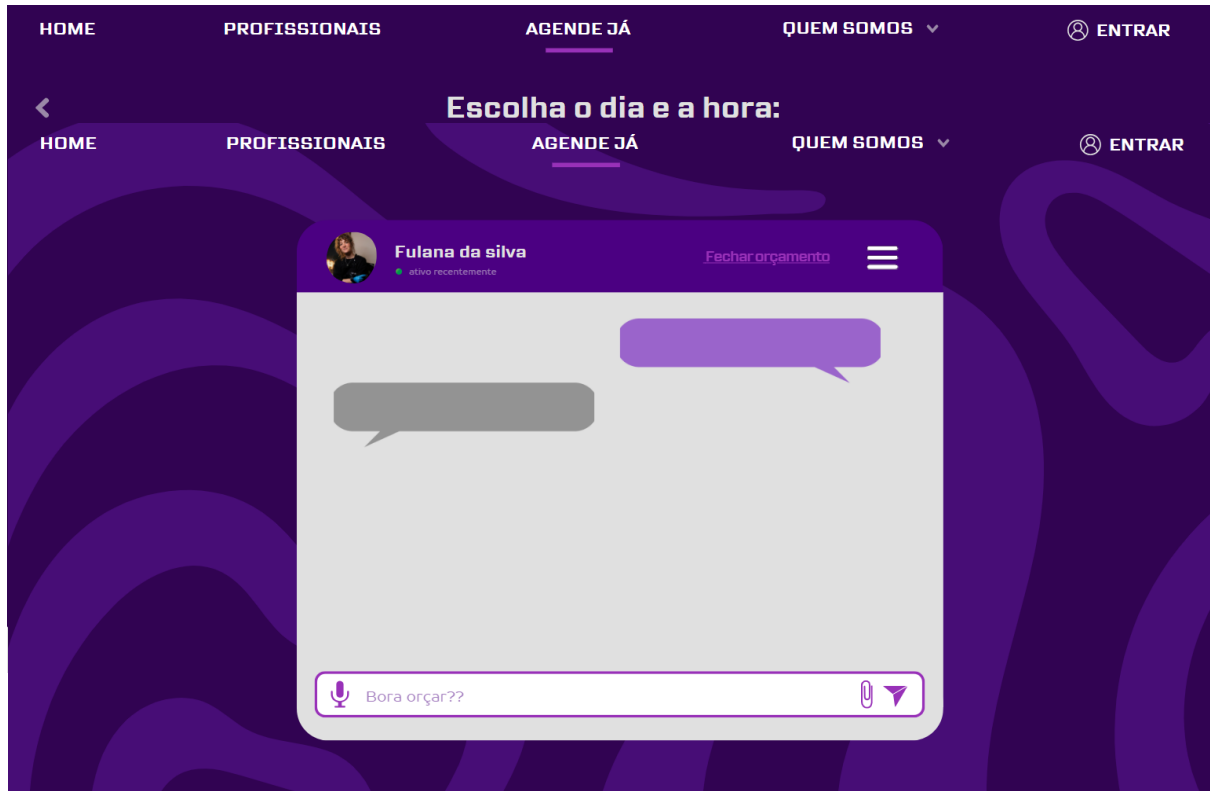 HOME PROFISSIONAIS AGENDE JÁ QUEM SOMOS ENTRAR
Escolha o dia e a hora:
HOME PROFISSIONAIS AGENDE JÁ QUEM SOMOS ENTRAR
Fulana da silva
ativo recentemente
Fechar orçamento
Bora orçar??